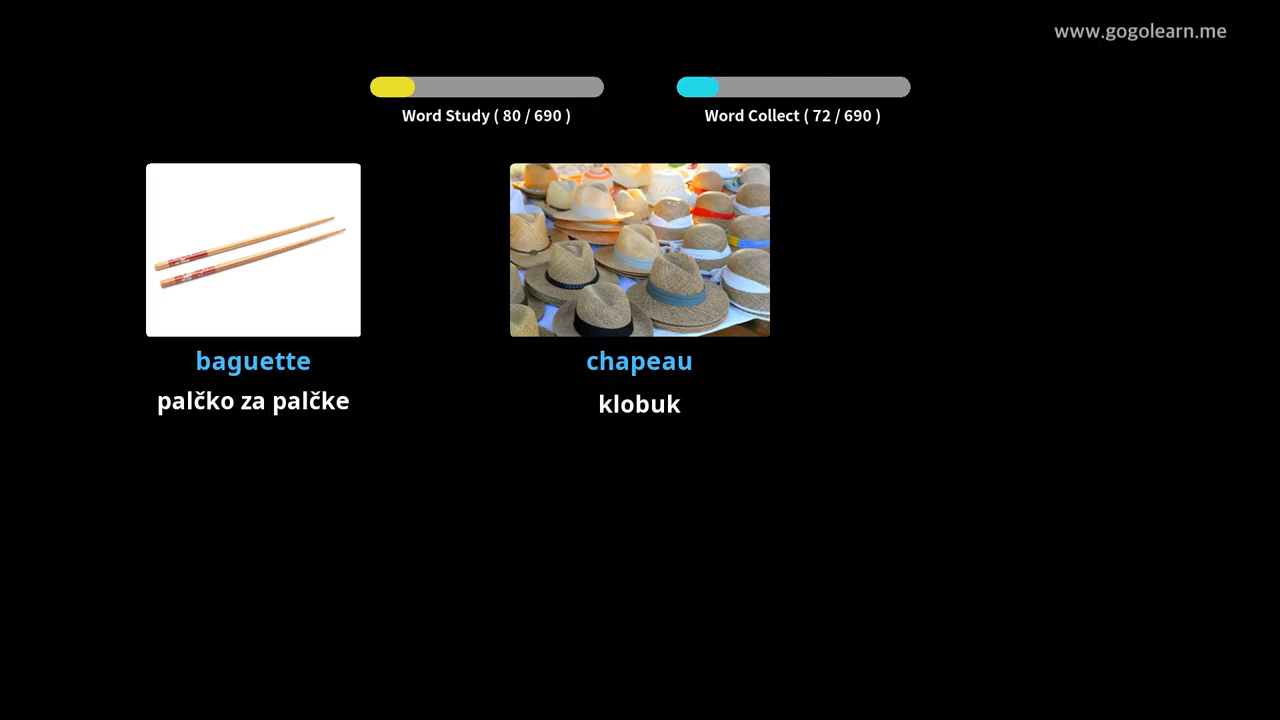 www.gogolearn.me
Word Study ( 80 / 690 )
Word Collect ( 72 / 690 )
baguette
palčko za palčke
chapeau
klobuk